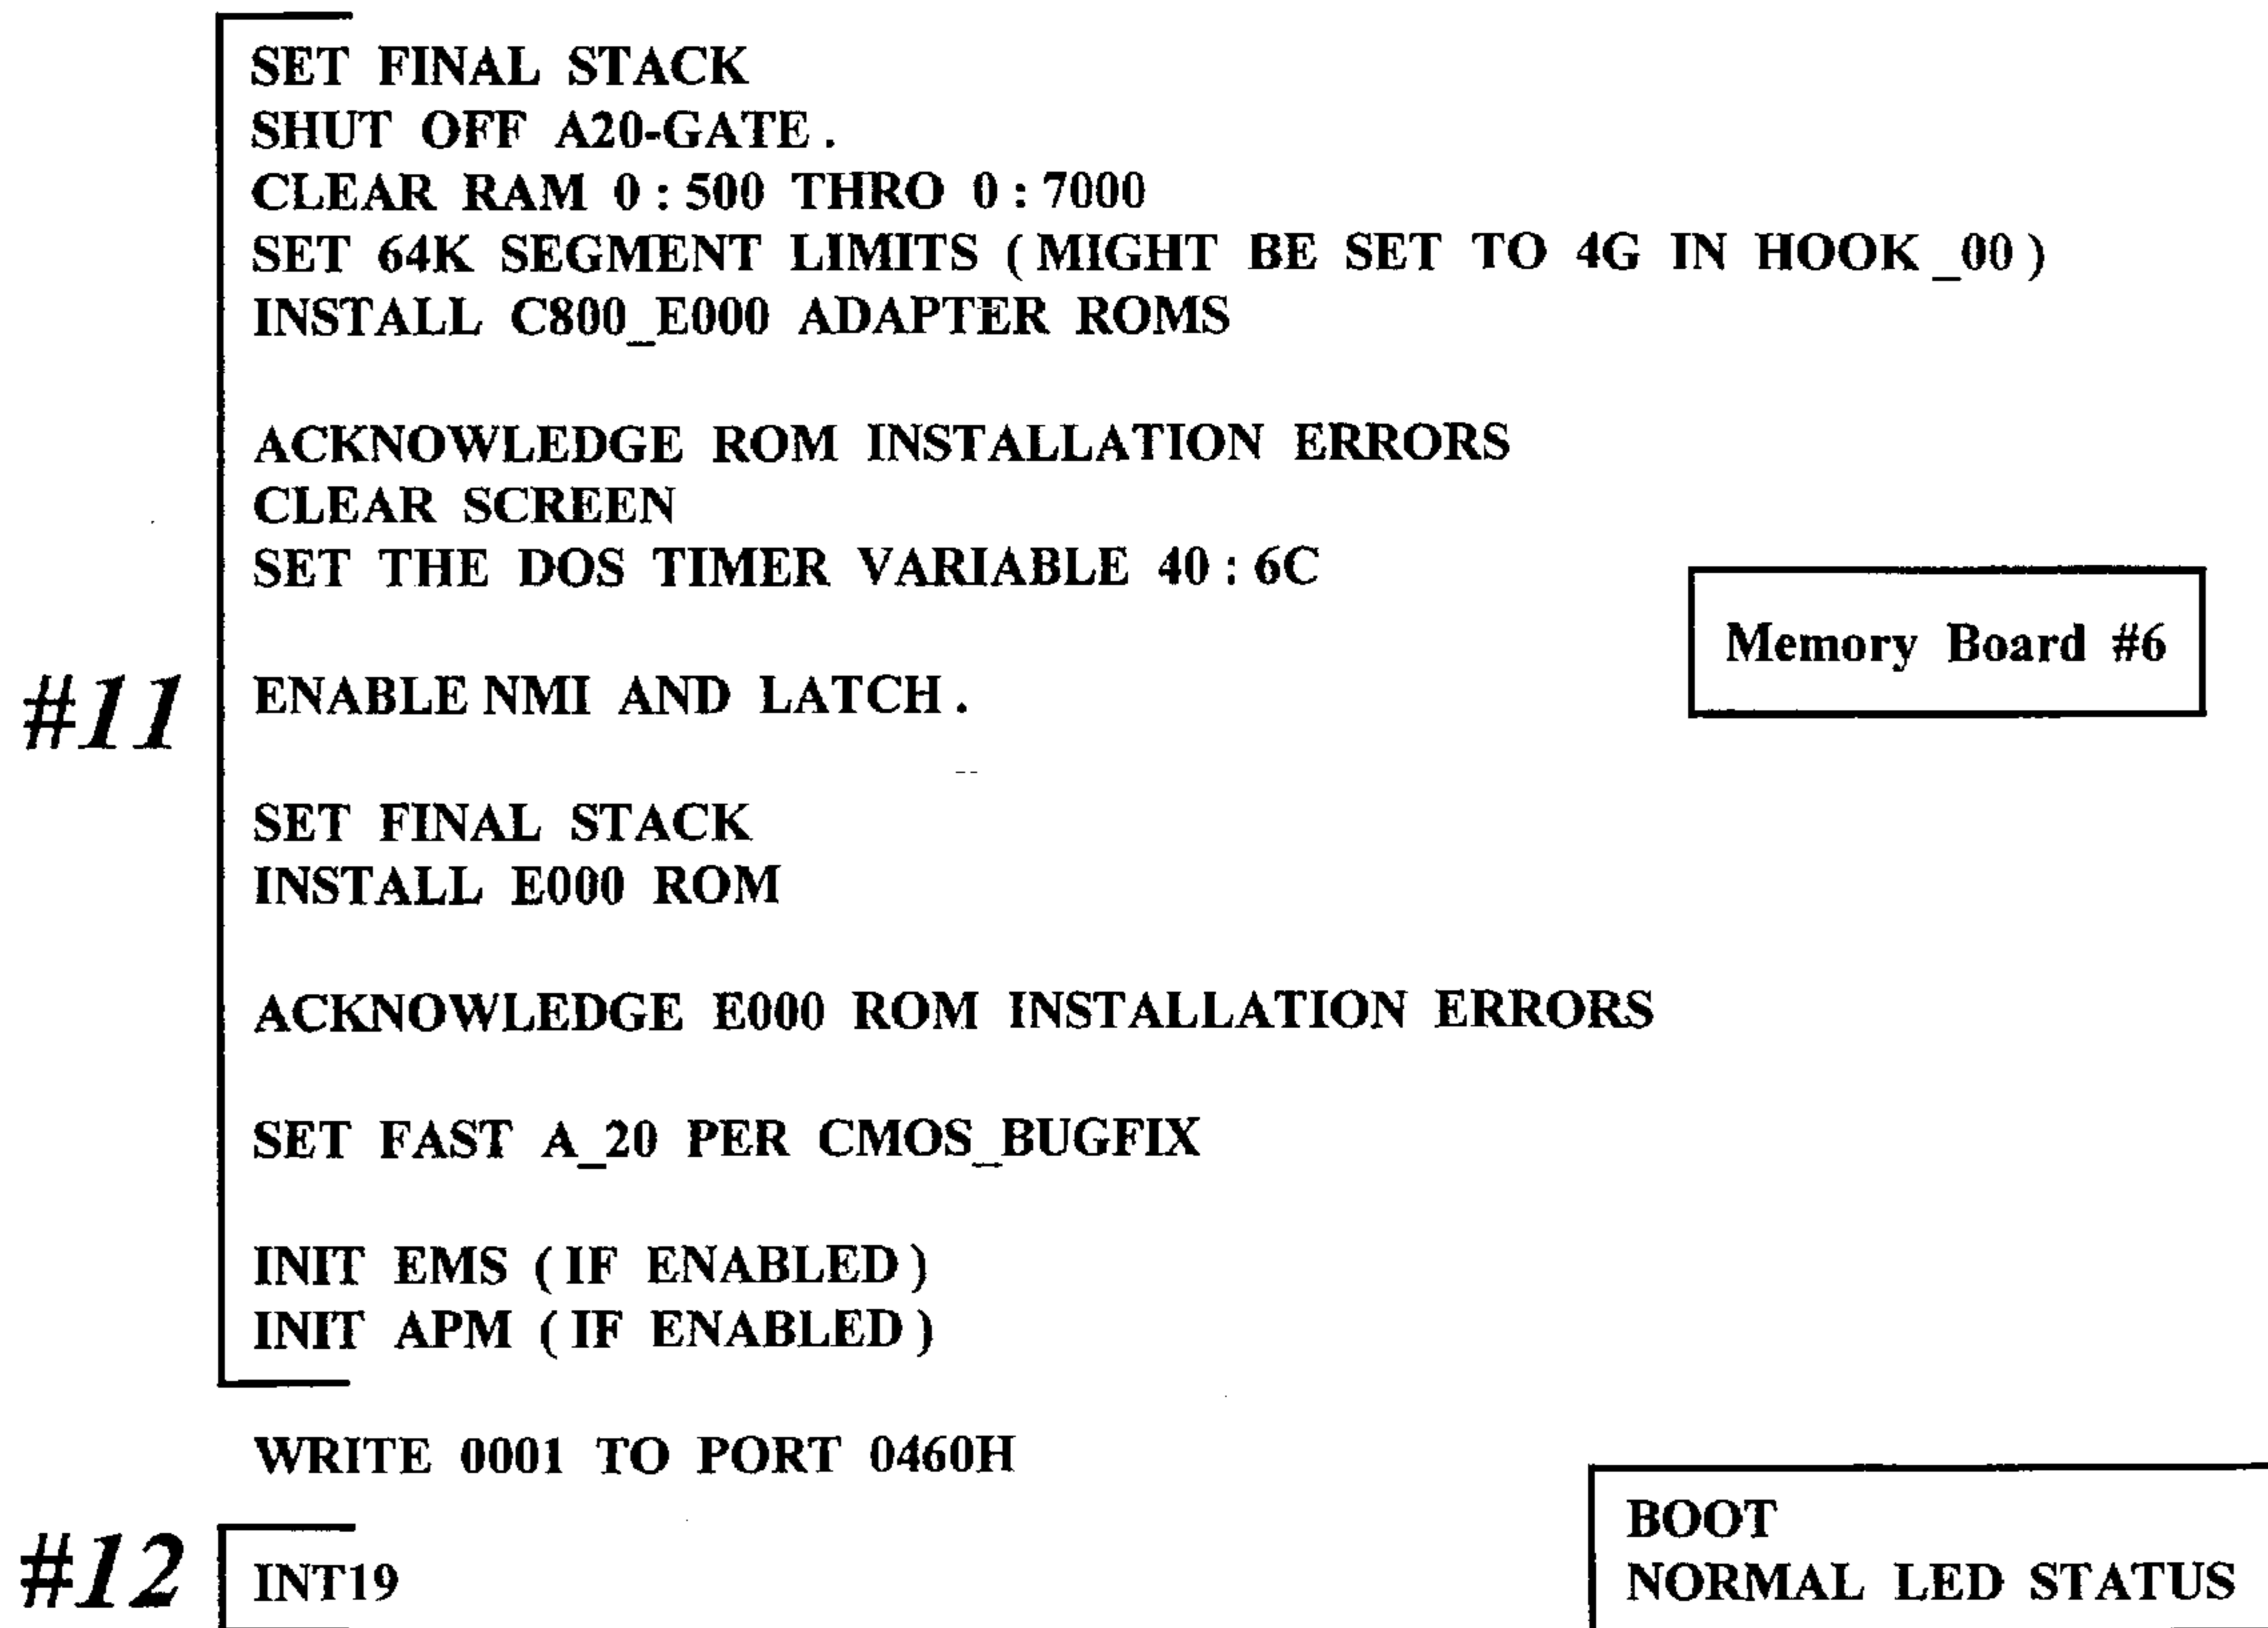 SET FINAL STACK
SHUT OFF A20-GATE.
CLEAR RAM 0:500 THRO 0:7000
SET 64K SEGMENT LIMITS (MIGHT BE SET TO 4G IN HOOK_00)
INSTALL C800_E000 ADAPTER ROMS
ACKNOWLEDGE ROM INSTALLATION ERRORS
CLEAR SCREEN
SET THE DOS TIMER VARIABLE 40:6C
Memory Board #6
#11
ENABLE NMI AND LATCH.
SET FINAL STACK
INSTALL E000 ROM
ACKNOWLEDGE E000 ROM INSTALLATION ERRORS
SET FAST A_20 PER CMOS_BUGFIX
INIT EMS (IF ENABLED)
INIT APM (IF ENABLED)
WRITE 0001 TO PORT 0460H
#12
INT19
BOOT
NORMAL LED STATUS